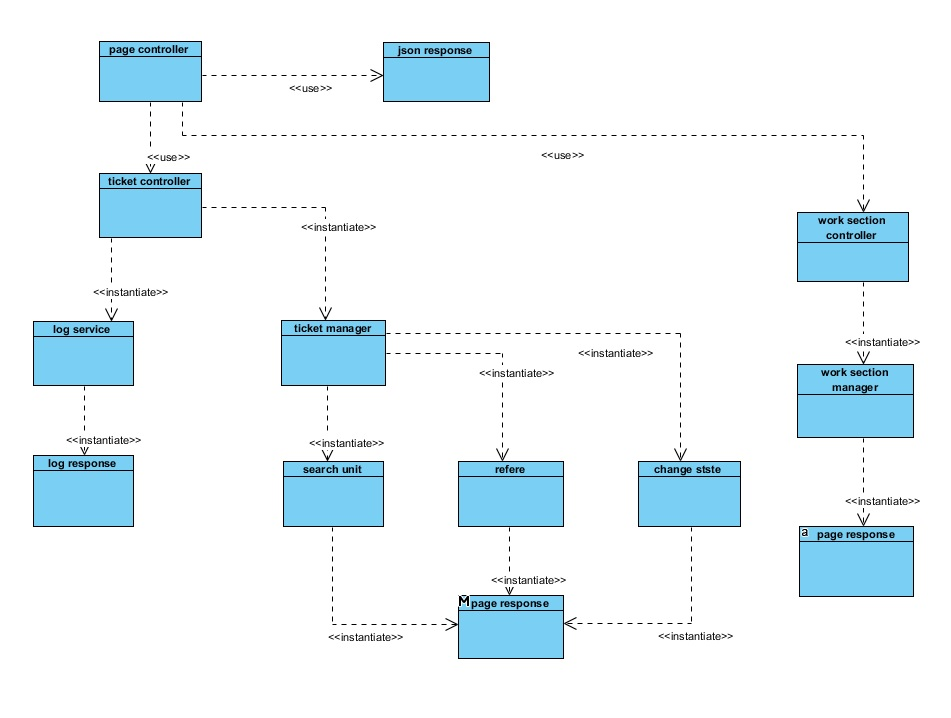 page controller
json response
<<use>>
<<use>>
<<use>>
ticket controller
<<instantiate>>
work section
controller
<<instantiate>>
log service
ticket manager
<<instantiate>>
<<instantiate>>
<<instantiate>>
work section
manager
<<instantiate>>
<<instantiate>>
log response
search unit
refere
change stste
<<instantiate>>
a page response
<<instantiate>>
M page response
<<instantiate>>
<<instantiate>>